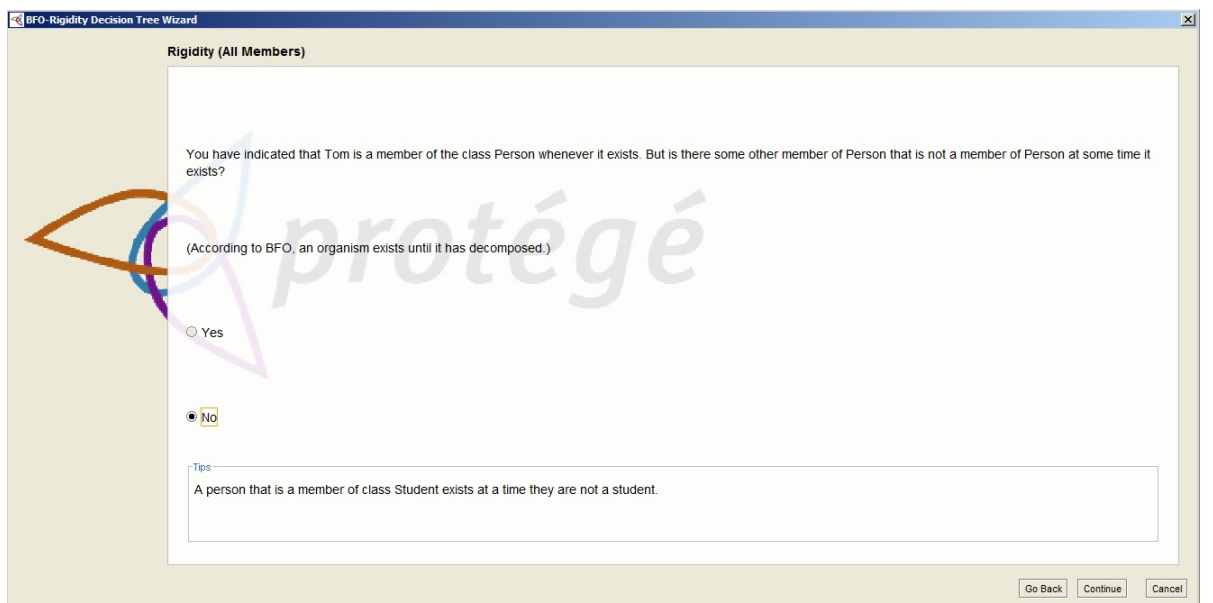 BFO-Rigidity Decision Tree Wizard
Rigidity (All Members)
You have indicated that Tom is a member of the class Person whenever it exists. But is there some other member of Person that is not a member of Person at some time it
exists?
protégé
(According to BFO, an organism exists until it has decomposed.)
Yes
No
Tips
A person that is a member of class Student exists at a time they are not a student.
Go Back Continue Cancel